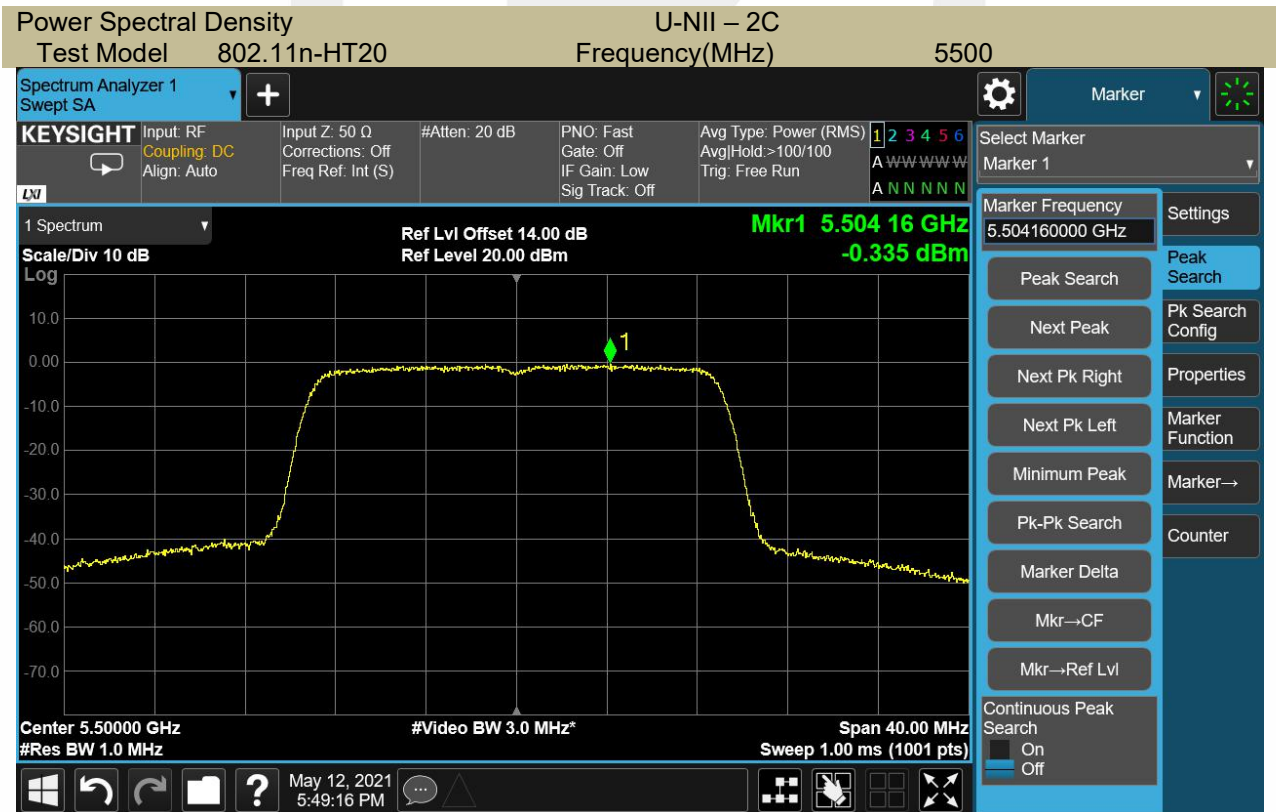 Power Spectral Density U-NII – 2C
Test Model 802.11n-HT20 Frequency(MHz) 5500
Spectrum Analyzer 1
Swept SA
+
Marker
KEYSIGHT
LXI
Input: RF
Coupling: DC
Align: Auto
Input Z: 50 Ω
Corrections: Off
Freq Ref: Int (S)
#Atten: 20 dB
PNO: Fast
Gate: Off
IF Gain: Low
Sig Track: Off
Avg Type: Power (RMS)
Avg|Hold:>100/100
Trig: Free Run
1 2 3 4 5 6
A W W W W W
A N N N N N
Select Marker
Marker 1
1 Spectrum
Scale/Div 10 dB
Log
Ref Lvl Offset 14.00 dB
Ref Level 20.00 dBm
Mkr1 5.504 16 GHz
-0.335 dBm
10.0
0.00
-10.0
-20.0
-30.0
-40.0
-50.0
-60.0
-70.0
1
Center 5.50000 GHz
#Res BW 1.0 MHz
#Video BW 3.0 MHz*
Span 40.00 MHz
Sweep 1.00 ms (1001 pts)
Marker Frequency
5.504160000 GHz
Peak Search
Next Peak
Next Pk Right
Next Pk Left
Minimum Peak
Pk-Pk Search
Marker Delta
Mkr→CF
Mkr→Ref Lvl
Continuous Peak
Search
On
Off
Settings
Peak
Search
Pk Search
Config
Properties
Marker
Function
Marker→
Counter
?
May 12, 2021
5:49:16 PM